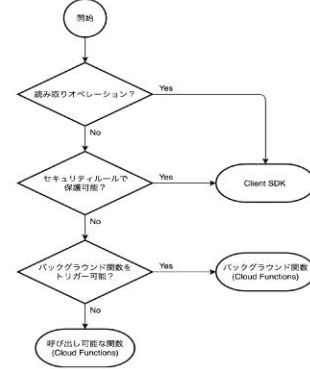 開始
読み取りオペレーション？
Yes
No
セキュリティルールで
保護可能？
Yes
Client SDK
No
バックグラウンド関数を
トリガー可能？
Yes
バックグラウンド関数
(Cloud Functions)
No
呼び出し可能な関数
(Cloud Functions)